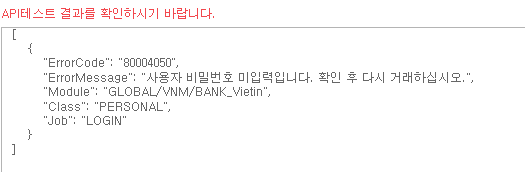 API테스트 결과를 확인하시기 바랍니다.
[
{
"ErrorCode": "80004050",
"ErrorMessage": "사용자 비밀번호 미입력입니다. 확인 후 다시 거래하십시오.",
"Module": "GLOBAL/VNM/BANK_Vietin",
"Class": "PERSONAL",
"Job": "LOGIN"
}
]